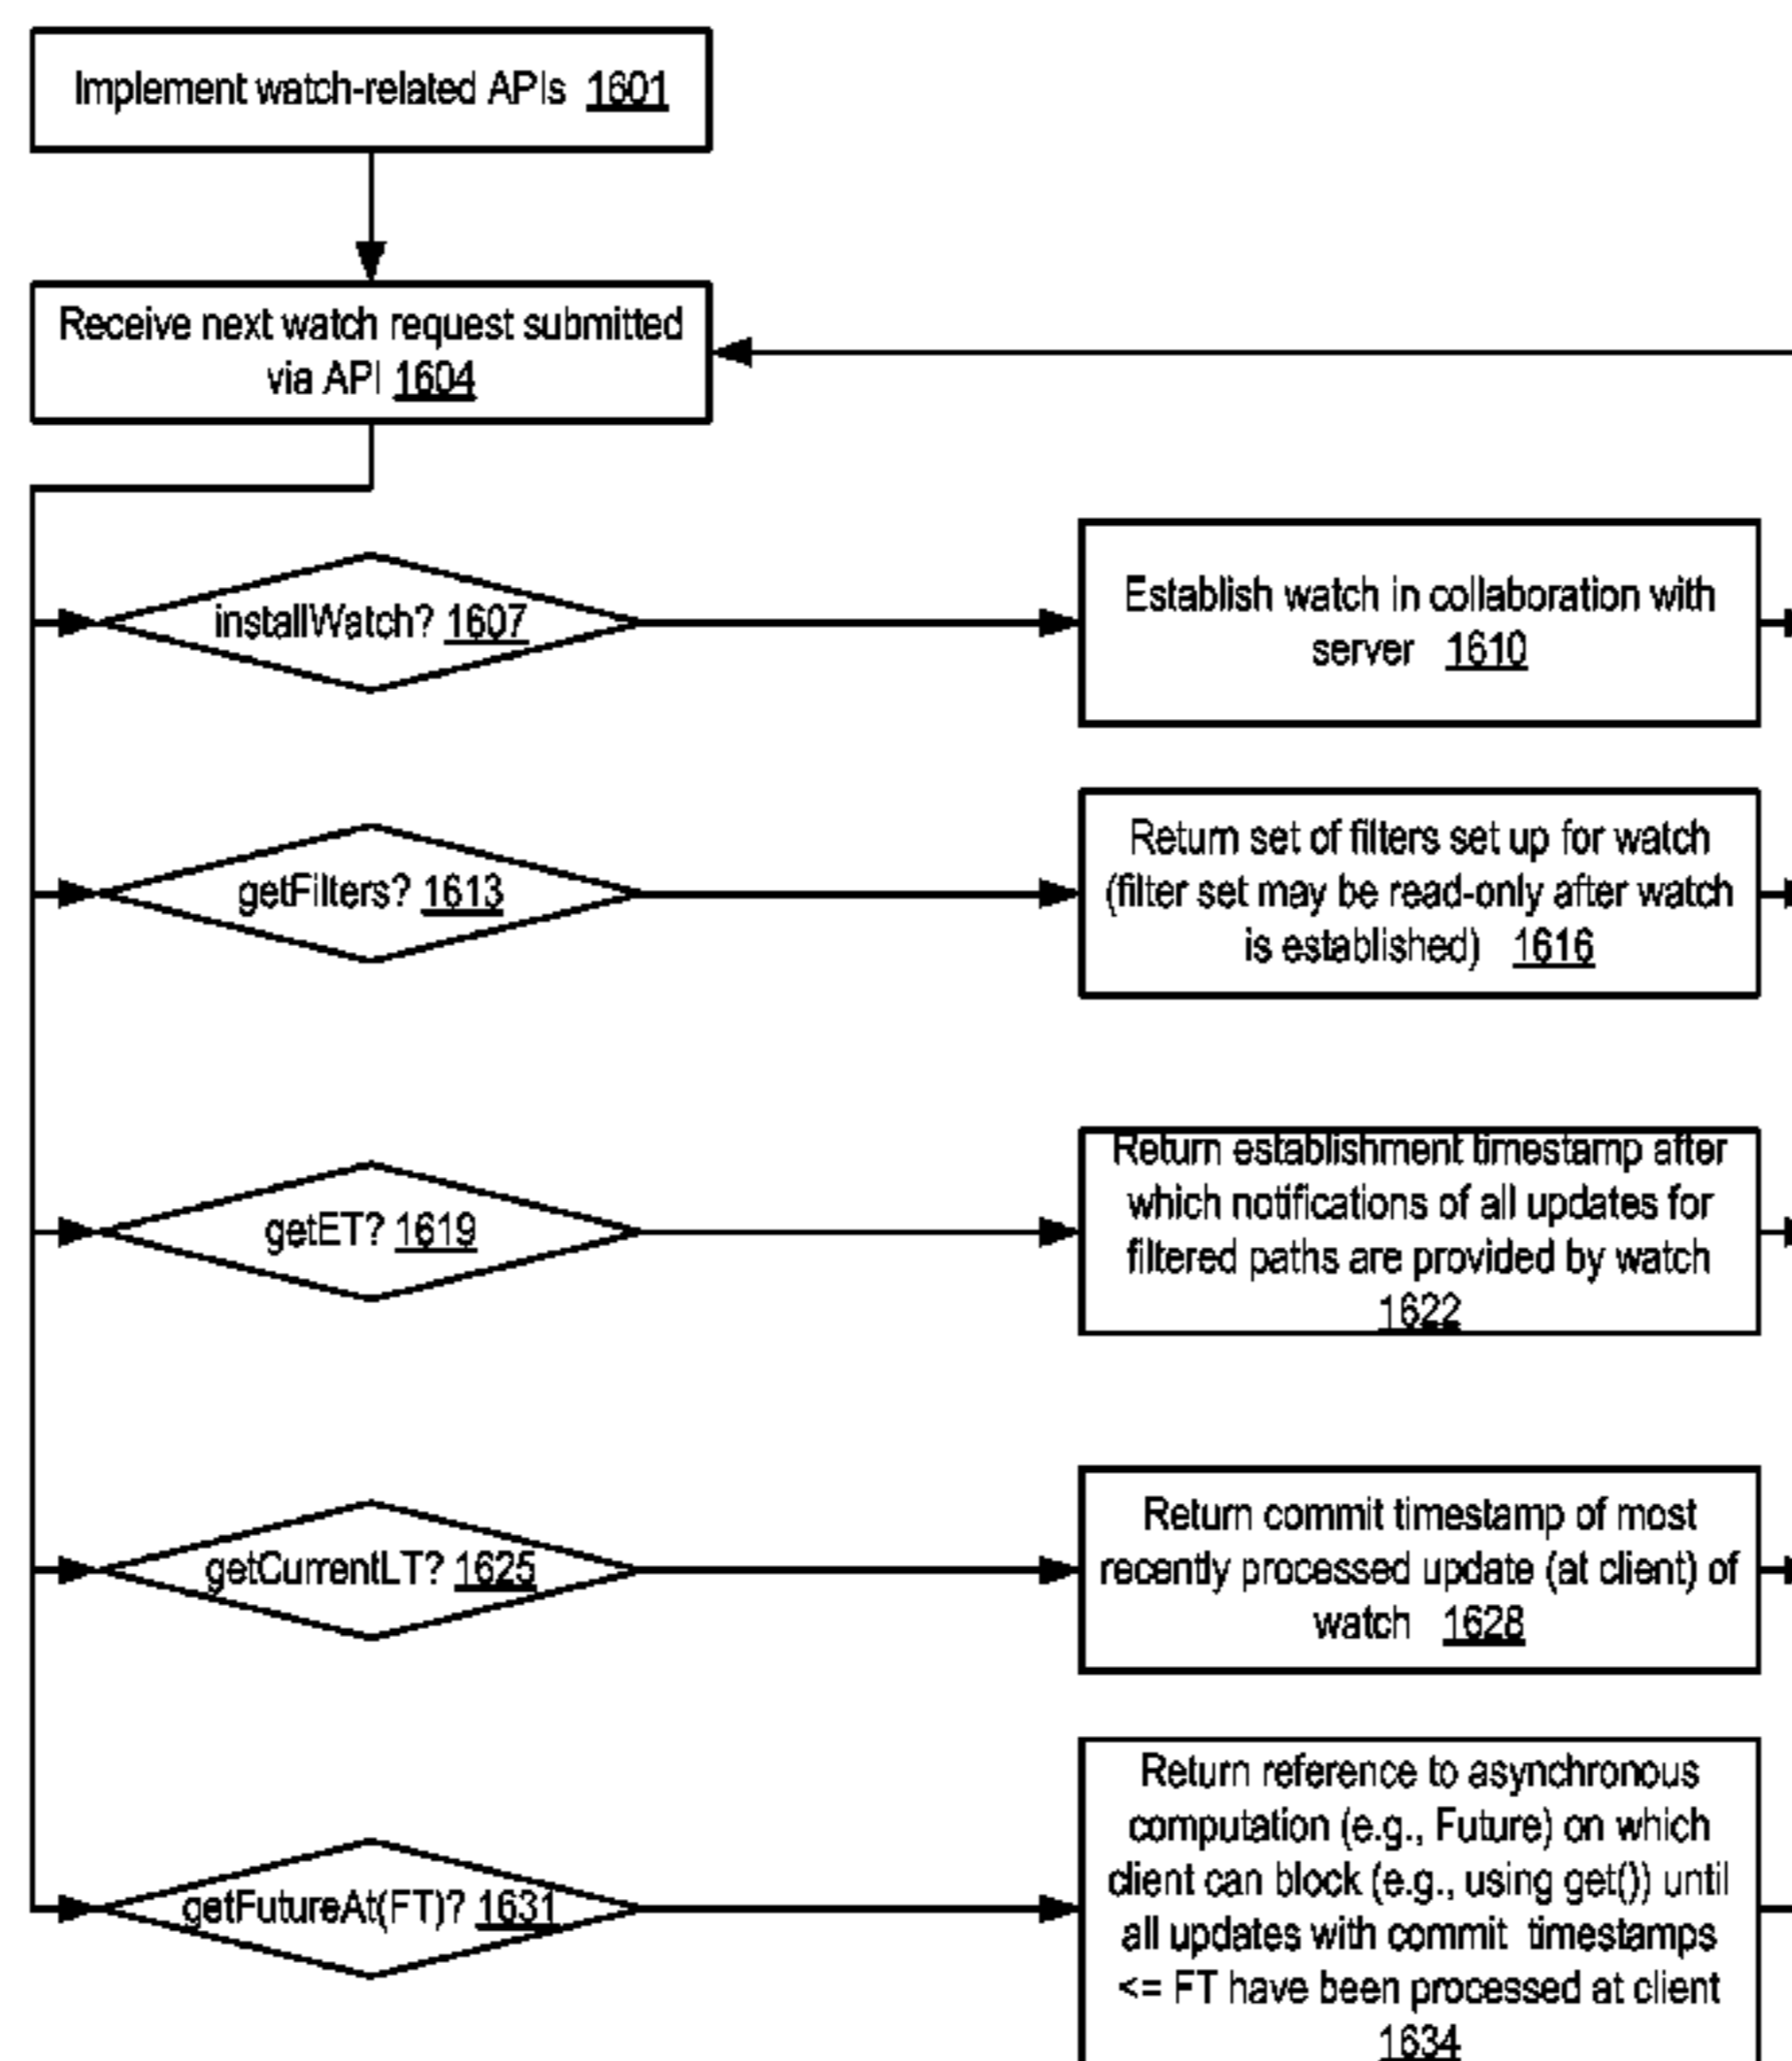 Implement watch-related APIs 1601
Receive next watch request submitted
via API 1604
installWatch? 1607
Establish watch in collaboration with
server 1610
getFilters? 1613
Return set of filters set up for watch
(filter set may be read-only after watch
is established) 1616
getET? 1619
Return establishment timestamp after
which notifications of all updates for
filtered paths are provided by watch
1622
getCurrentLT? 1625
Return commit timestamp of most
recently processed update (at client) of
watch 1628
getFutureAt(FT)? 1631
Return reference to asynchronous
computation (e.g., Future) on which
client can block (e.g., using get()) until
all updates with commit timestamps
<= FT have been processed at client
1634